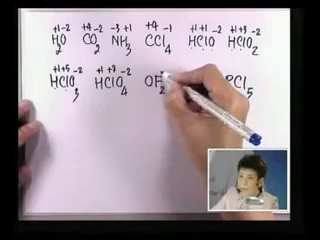 +1 -2 +4 -2 -3 +1 +4 -1 +1+1 -2 +1+3 -2
H2O CO2 NH3 CCl4 HClO HClO2
+1+5 -2 +1 +8 -2
HClO3 HClO4 OF2 PCl5